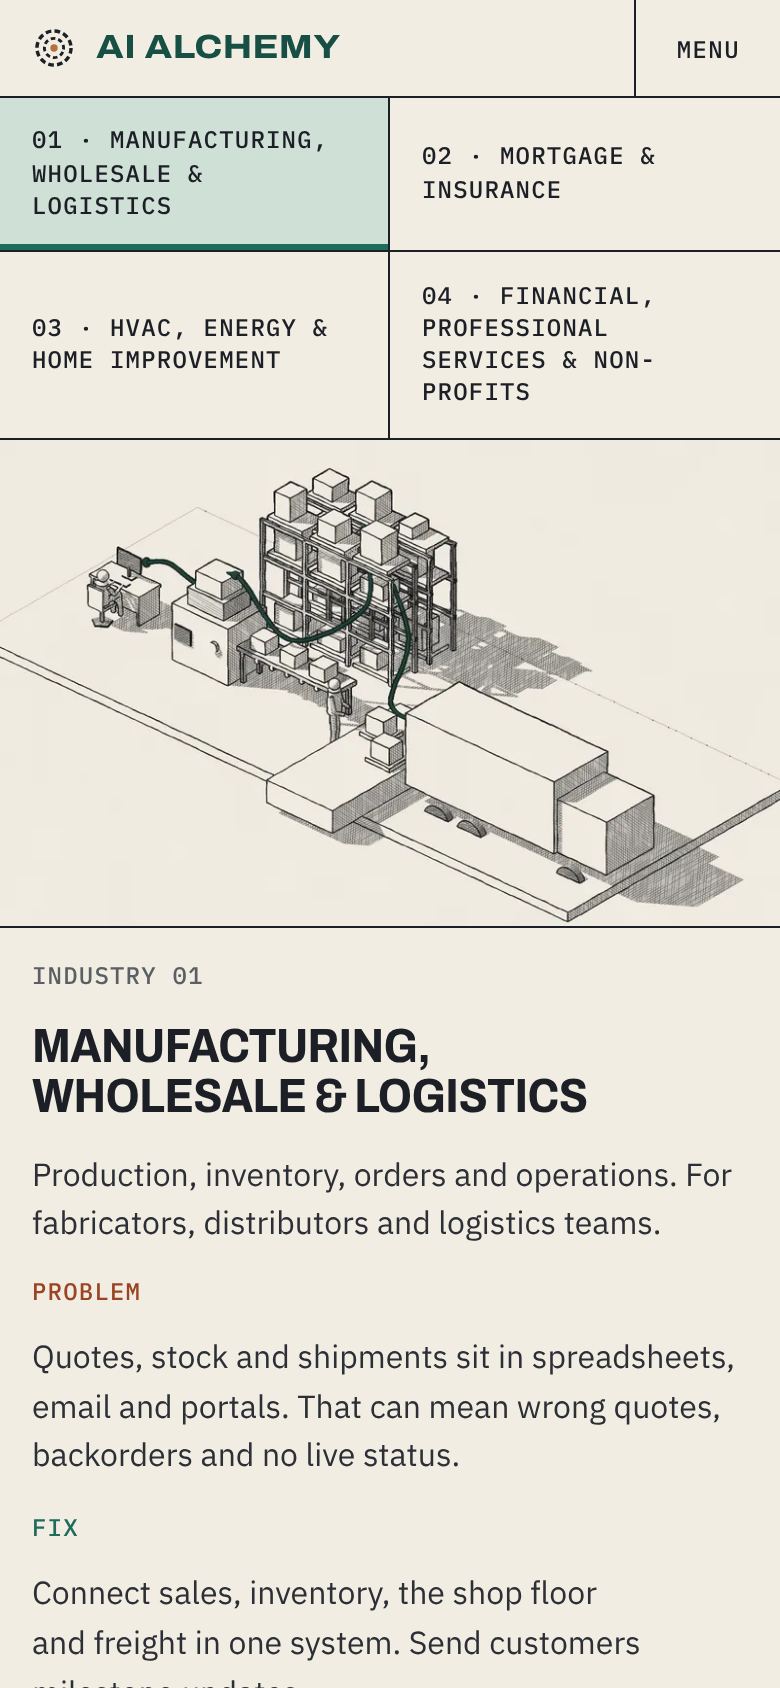 AI ALCHEMY
MENU
01 · MANUFACTURING,
WHOLESALE &
LOGISTICS
02 · MORTGAGE &
INSURANCE
03 · HVAC, ENERGY &
HOME IMPROVEMENT
04 · FINANCIAL,
PROFESSIONAL
SERVICES & NON-
PROFITS
INDUSTRY 01
MANUFACTURING,
WHOLESALE & LOGISTICS
Production, inventory, orders and operations. For
fabricators, distributors and logistics teams.
PROBLEM
Quotes, stock and shipments sit in spreadsheets,
email and portals. That can mean wrong quotes,
backorders and no live status.
FIX
Connect sales, inventory, the shop floor
and freight in one system. Send customers
milestone updates.